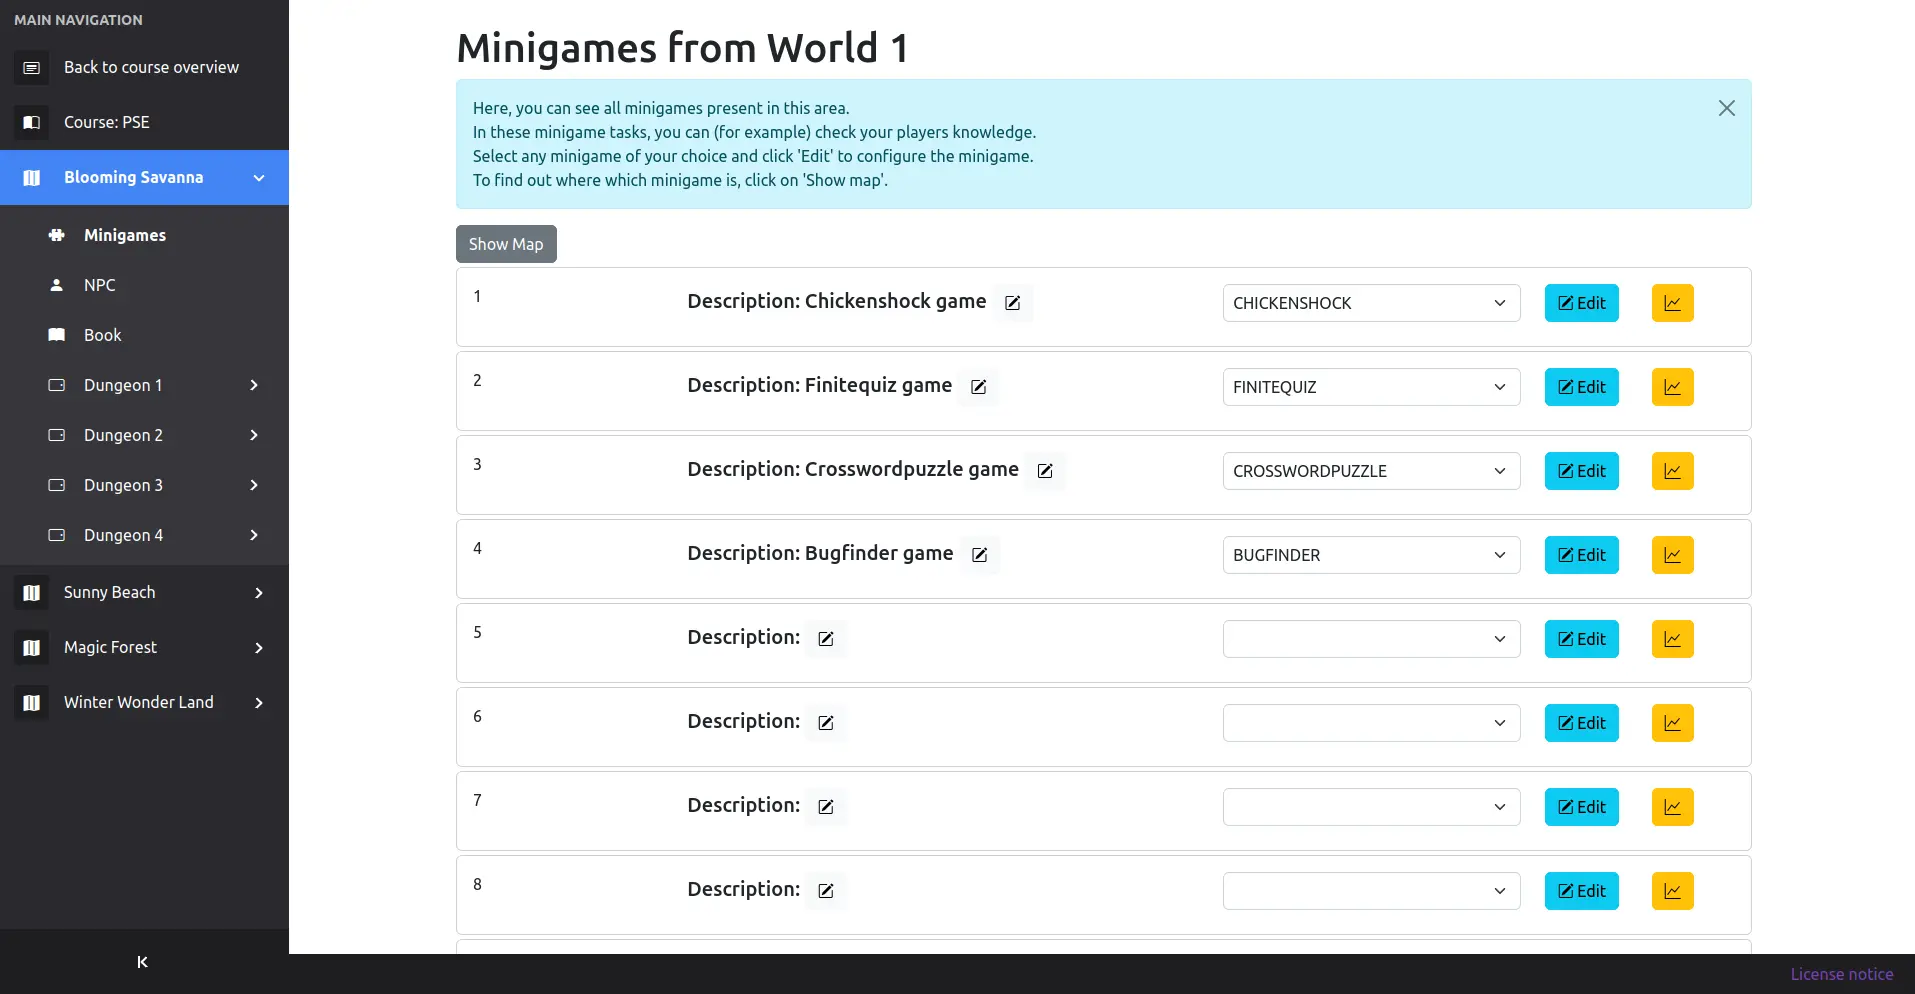 MAIN NAVIGATION
Back to course overview
Course: PSE
Blooming Savanna
Minigames
NPC
Book
Dungeon 1
Dungeon 2
Dungeon 3
Dungeon 4
Sunny Beach
Magic Forest
Winter Wonder Land
Minigames from World 1
Here, you can see all minigames present in this area.
In these minigame tasks, you can (for example) check your players knowledge.
Select any minigame of your choice and click 'Edit' to configure the minigame.
To find out where which minigame is, click on 'Show map'.
Show Map
1 Description: Chickenshock game CHICKENSHOCK Edit
2 Description: Finitequiz game FINITEQUIZ Edit
3 Description: Crosswordpuzzle game CROSSWORDPUZZLE Edit
4 Description: Bugfinder game BUGFINDER Edit
5 Description: Edit
6 Description: Edit
7 Description: Edit
8 Description: Edit
License notice